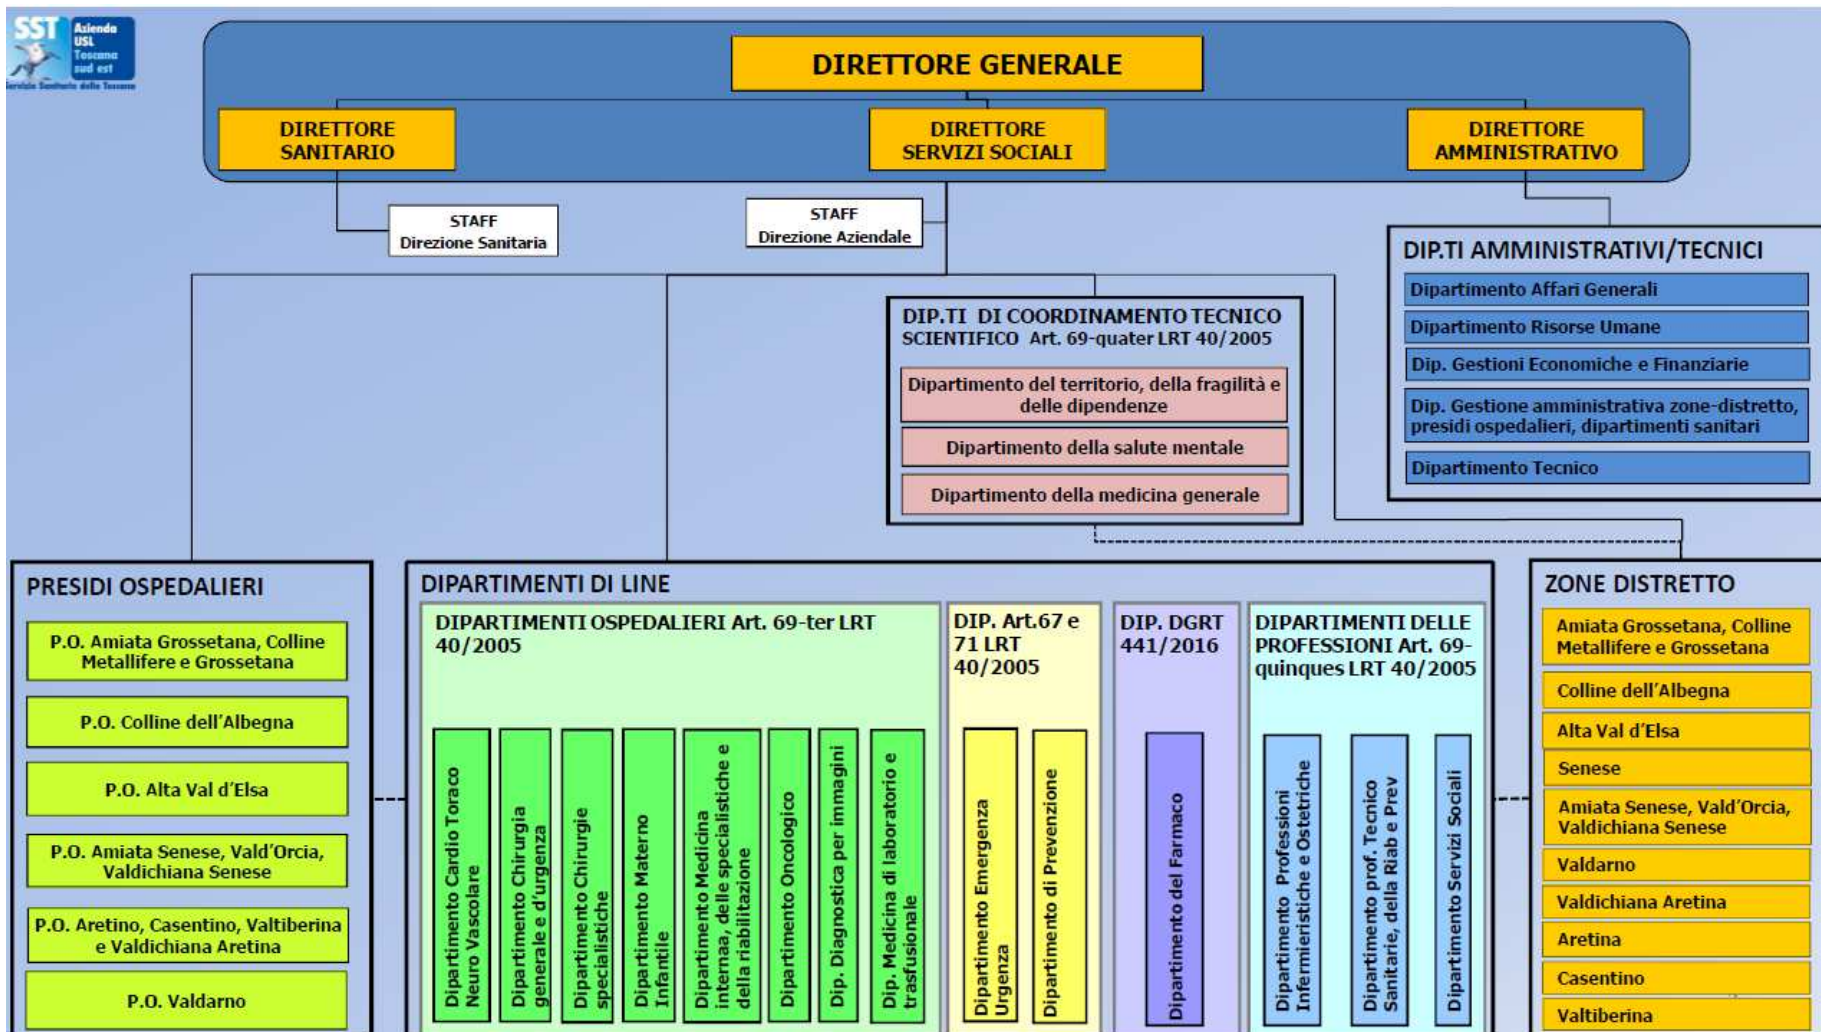 SST
Azienda
USL
Toscana
sud est
Servizio Sanitario della Toscana
DIRETTORE GENERALE
DIRETTORE
SANITARIO
DIRETTORE
SERVIZI SOCIALI
DIRETTORE
AMMINISTRATIVO
STAFF
Direzione Sanitaria
STAFF
Direzione Aziendale
DIP.TI AMMINISTRATIVI/TECNICI
Dipartimento Affari Generali
Dipartimento Risorse Umane
Dip. Gestioni Economiche e Finanziarie
Dip. Gestione amministrativa zone-distretto,
presidi ospedalieri, dipartimenti sanitari
Dipartimento Tecnico
DIP.TI DI COORDINAMENTO TECNICO
SCIENTIFICO Art. 69-quater LRT 40/2005
Dipartimento del territorio, della fragilità e
delle dipendenze
Dipartimento della salute mentale
Dipartimento della medicina generale
PRESIDI OSPEDALIERI
P.O. Amiata Grossetana, Colline
Metallifere e Grossetana
P.O. Colline dell'Albegna
P.O. Alta Val d'Elsa
P.O. Amiata Senese, Vald'Orcia,
Valdichiana Senese
P.O. Aretino, Casentino, Valtiberina
e Valdichiana Aretina
P.O. Valdarno
DIPARTIMENTI DI LINE
DIPARTIMENTI OSPEDALIERI Art. 69-ter LRT
40/2005
Dipartimento Cardio Toraco
Neuro Vascolare
Dipartimento Chirurgia
generale e d'urgenza
Dipartimento Chirurgie
specialistiche
Dipartimento Materno
Infantile
Dipartimento Medicina
internaa, delle specialistiche e
della riabilitazione
Dipartimento Oncologico
Dip. Diagnostica per immagini
Dip. Medicina di laboratorio e
trasfusionale
DIP. Art.67 e
71 LRT
40/2005
Dipartimento Emergenza
Urgenza
Dipartimento di Prevenzione
DIP. DGRT
441/2016
Dipartimento del Farmaco
DIPARTIMENTI DELLE
PROFESSIONI Art. 69-
quinques LRT 40/2005
Dipartimento Professioni
Infermieristiche e Ostetriche
Dipartimento prof. Tecnico
Sanitarie, della Riab e Prev
Dipartimento Servizi Sociali
ZONE DISTRETTO
Amiata Grossetana, Colline
Metallifere e Grossetana
Colline dell'Albegna
Alta Val d'Elsa
Senese
Amiata Senese, Vald'Orcia,
Valdichiana Senese
Valdarno
Valdichiana Aretina
Aretina
Casentino
Valtiberina